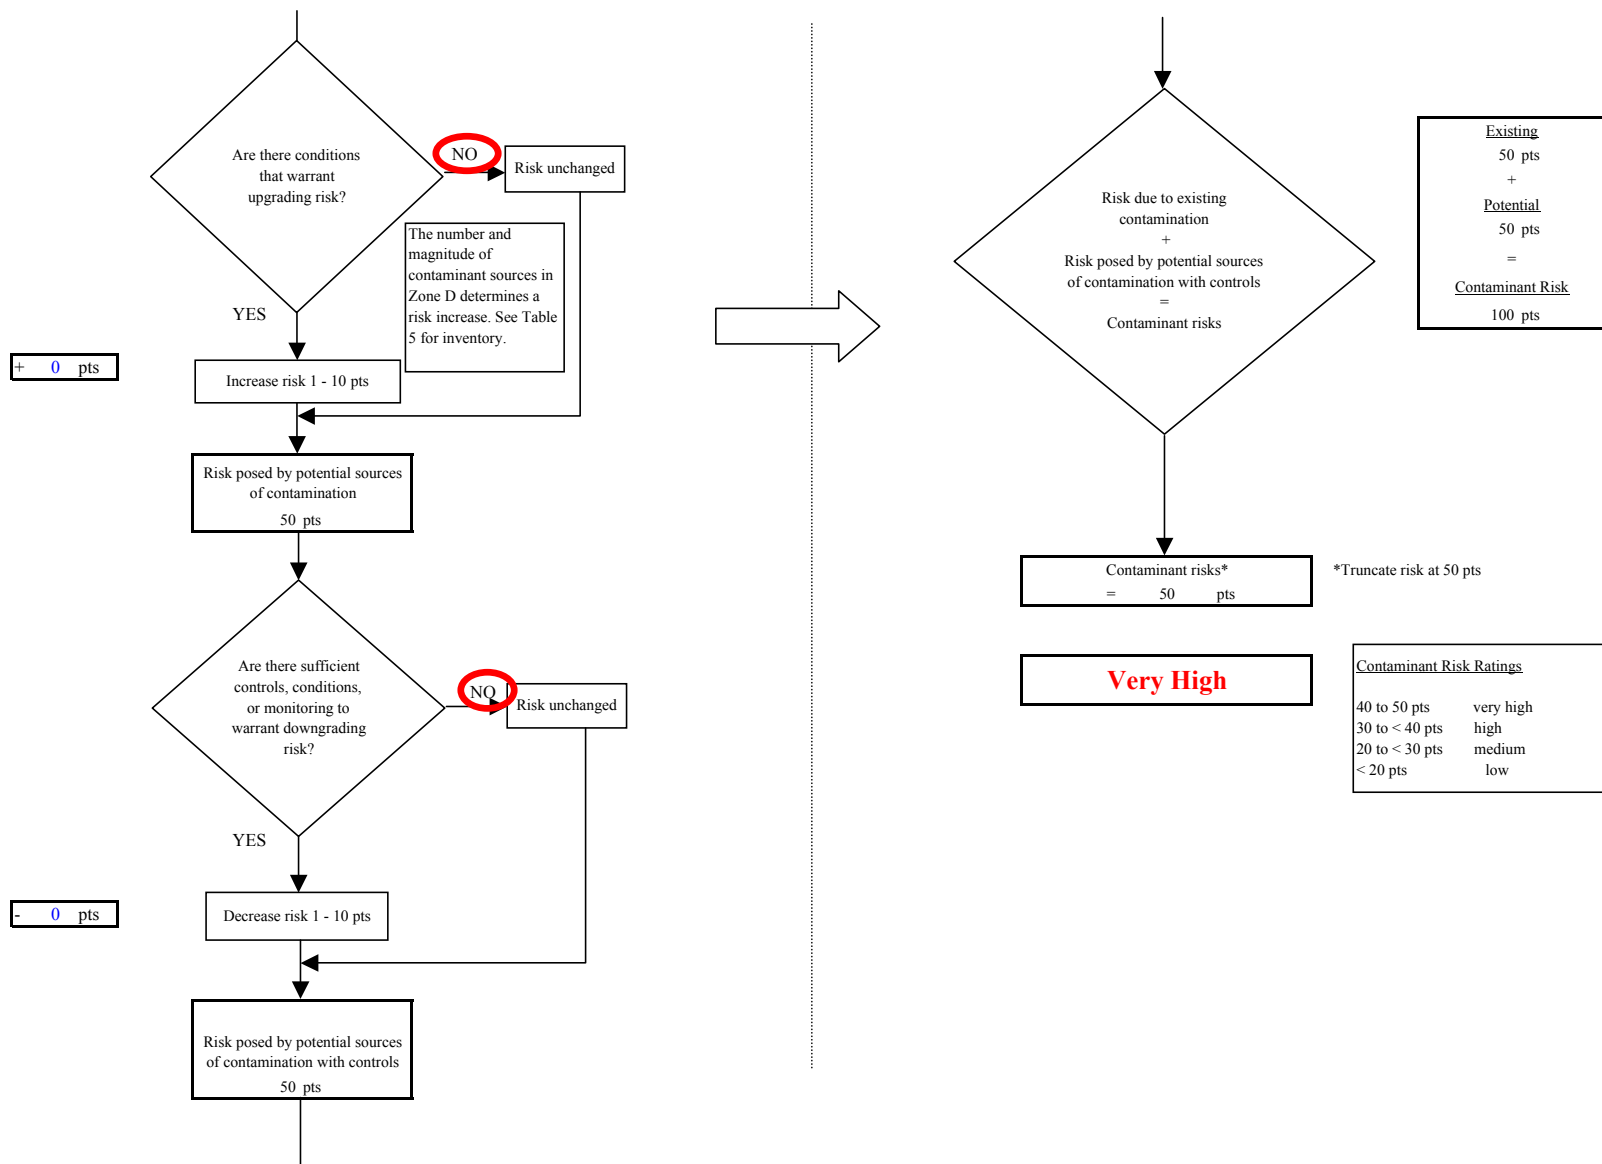 Are there conditions
that warrant
upgrading risk?
NO
Risk unchanged
The number and
magnitude of
contaminant sources in
Zone D determines a
risk increase. See Table
5 for inventory.
YES
+ 0 pts
Increase risk 1 - 10 pts
Risk posed by potential sources
of contamination
50 pts
Are there sufficient
controls, conditions,
or monitoring to
warrant downgrading
risk?
NO
Risk unchanged
YES
- 0 pts
Decrease risk 1 - 10 pts
Risk posed by potential sources
of contamination with controls
50 pts
Risk due to existing
contamination
+
Risk posed by potential sources
of contamination with controls
=
Contaminant risks
Existing
50 pts
+
Potential
50 pts
=
Contaminant Risk
100 pts
Contaminant risks*
= 50 pts
*Truncate risk at 50 pts
Very High
Contaminant Risk Ratings
40 to 50 pts very high
30 to < 40 pts high
20 to < 30 pts medium
< 20 pts low